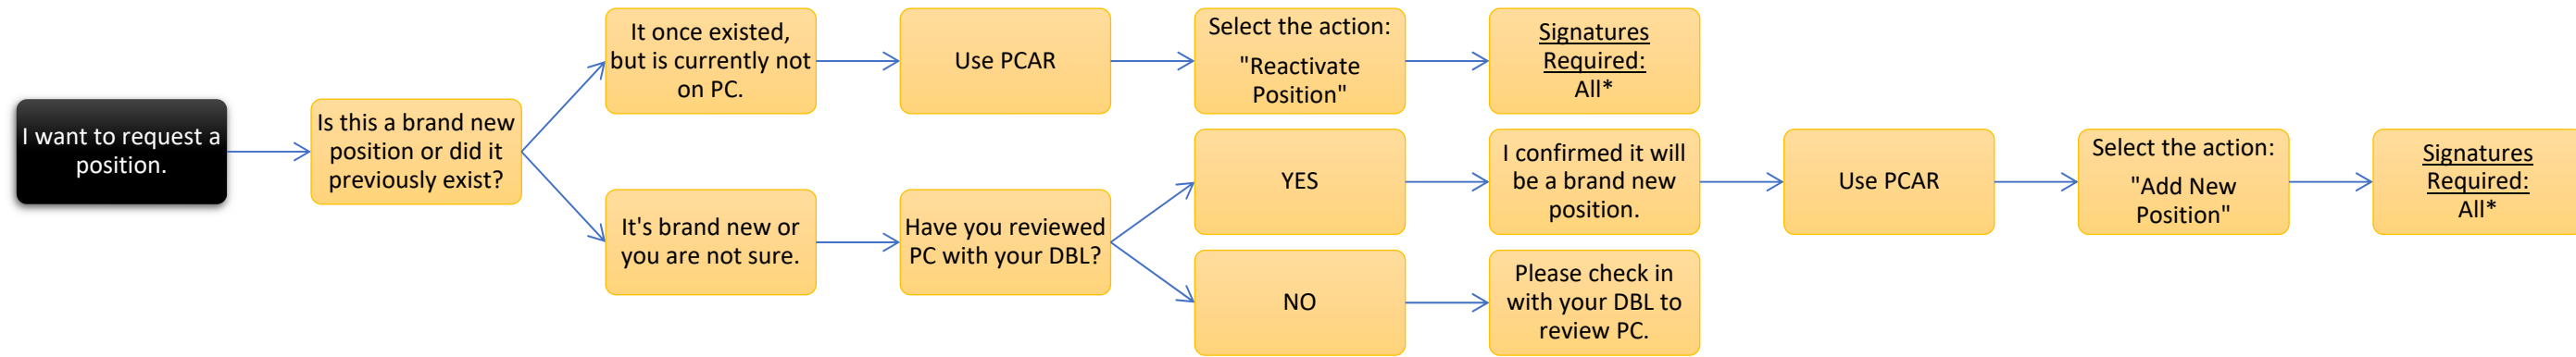 I want to request a
position.
Is this a brand new
position or did it
previously exist?
It once existed,
but is currently not
on PC.
Use PCAR
Select the action:
"Reactivate
Position"
Signatures
Required:
All*
It's brand new or
you are not sure.
Have you reviewed
PC with your DBL?
YES
I confirmed it will
be a brand new
position.
Use PCAR
Select the action:
"Add New
Position"
Signatures
Required:
All*
NO
Please check in
with your DBL to
review PC.